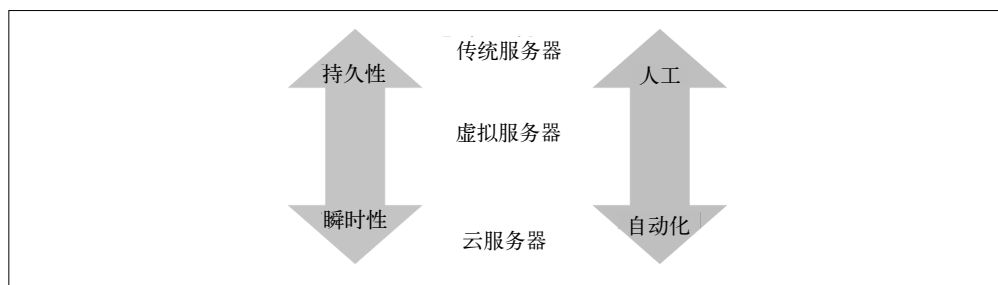 传统服务器
持久性
人工
虚拟服务器
瞬时性
自动化
云服务器